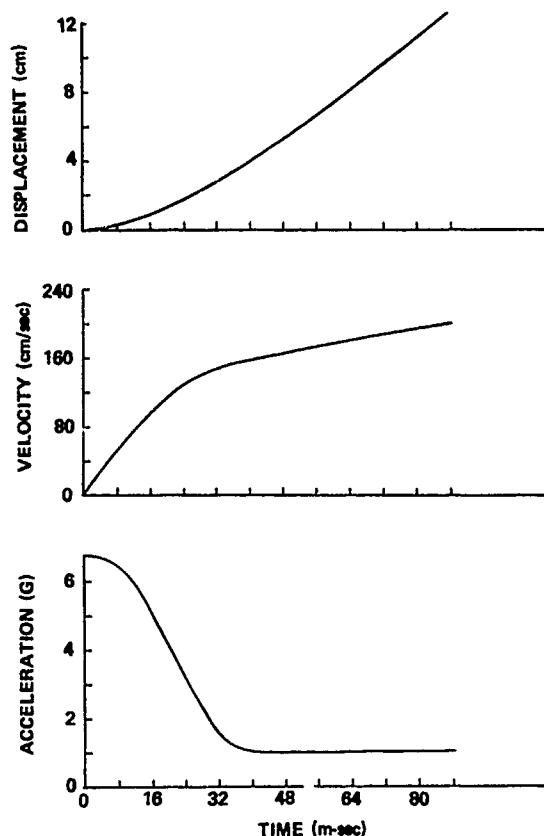 DISPLACEMENT (cm)
12
8
4
0
VELOCITY (cm/sec)
240
160
80
0
ACCELERATION (G)
6
4
2
0
0 16 32 48 64 80
TIME (m-sec)